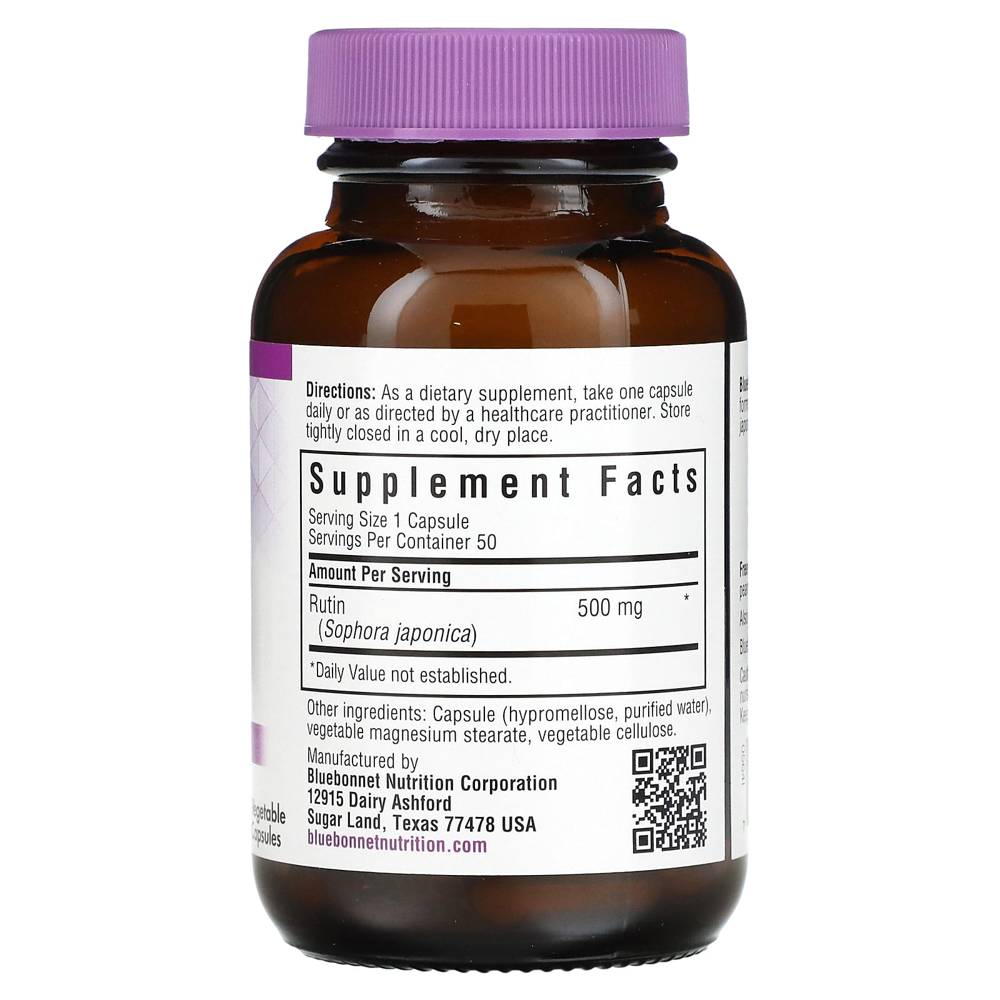 Directions: As a dietary supplement, take one capsule
daily or as directed by a healthcare practitioner. Store
tightly closed in a cool, dry place.
Supplement Facts
Serving Size 1 Capsule
Servings Per Container 50
Amount Per Serving
Rutin 500 mg *
(Sophora japonica)
*Daily Value not established.
Other ingredients: Capsule (hypromellose, purified water),
vegetable magnesium stearate, vegetable cellulose.
Manufactured by
Bluebonnet Nutrition Corporation
12915 Dairy Ashford
Sugar Land, Texas 77478 USA
bluebonnetnutrition.com